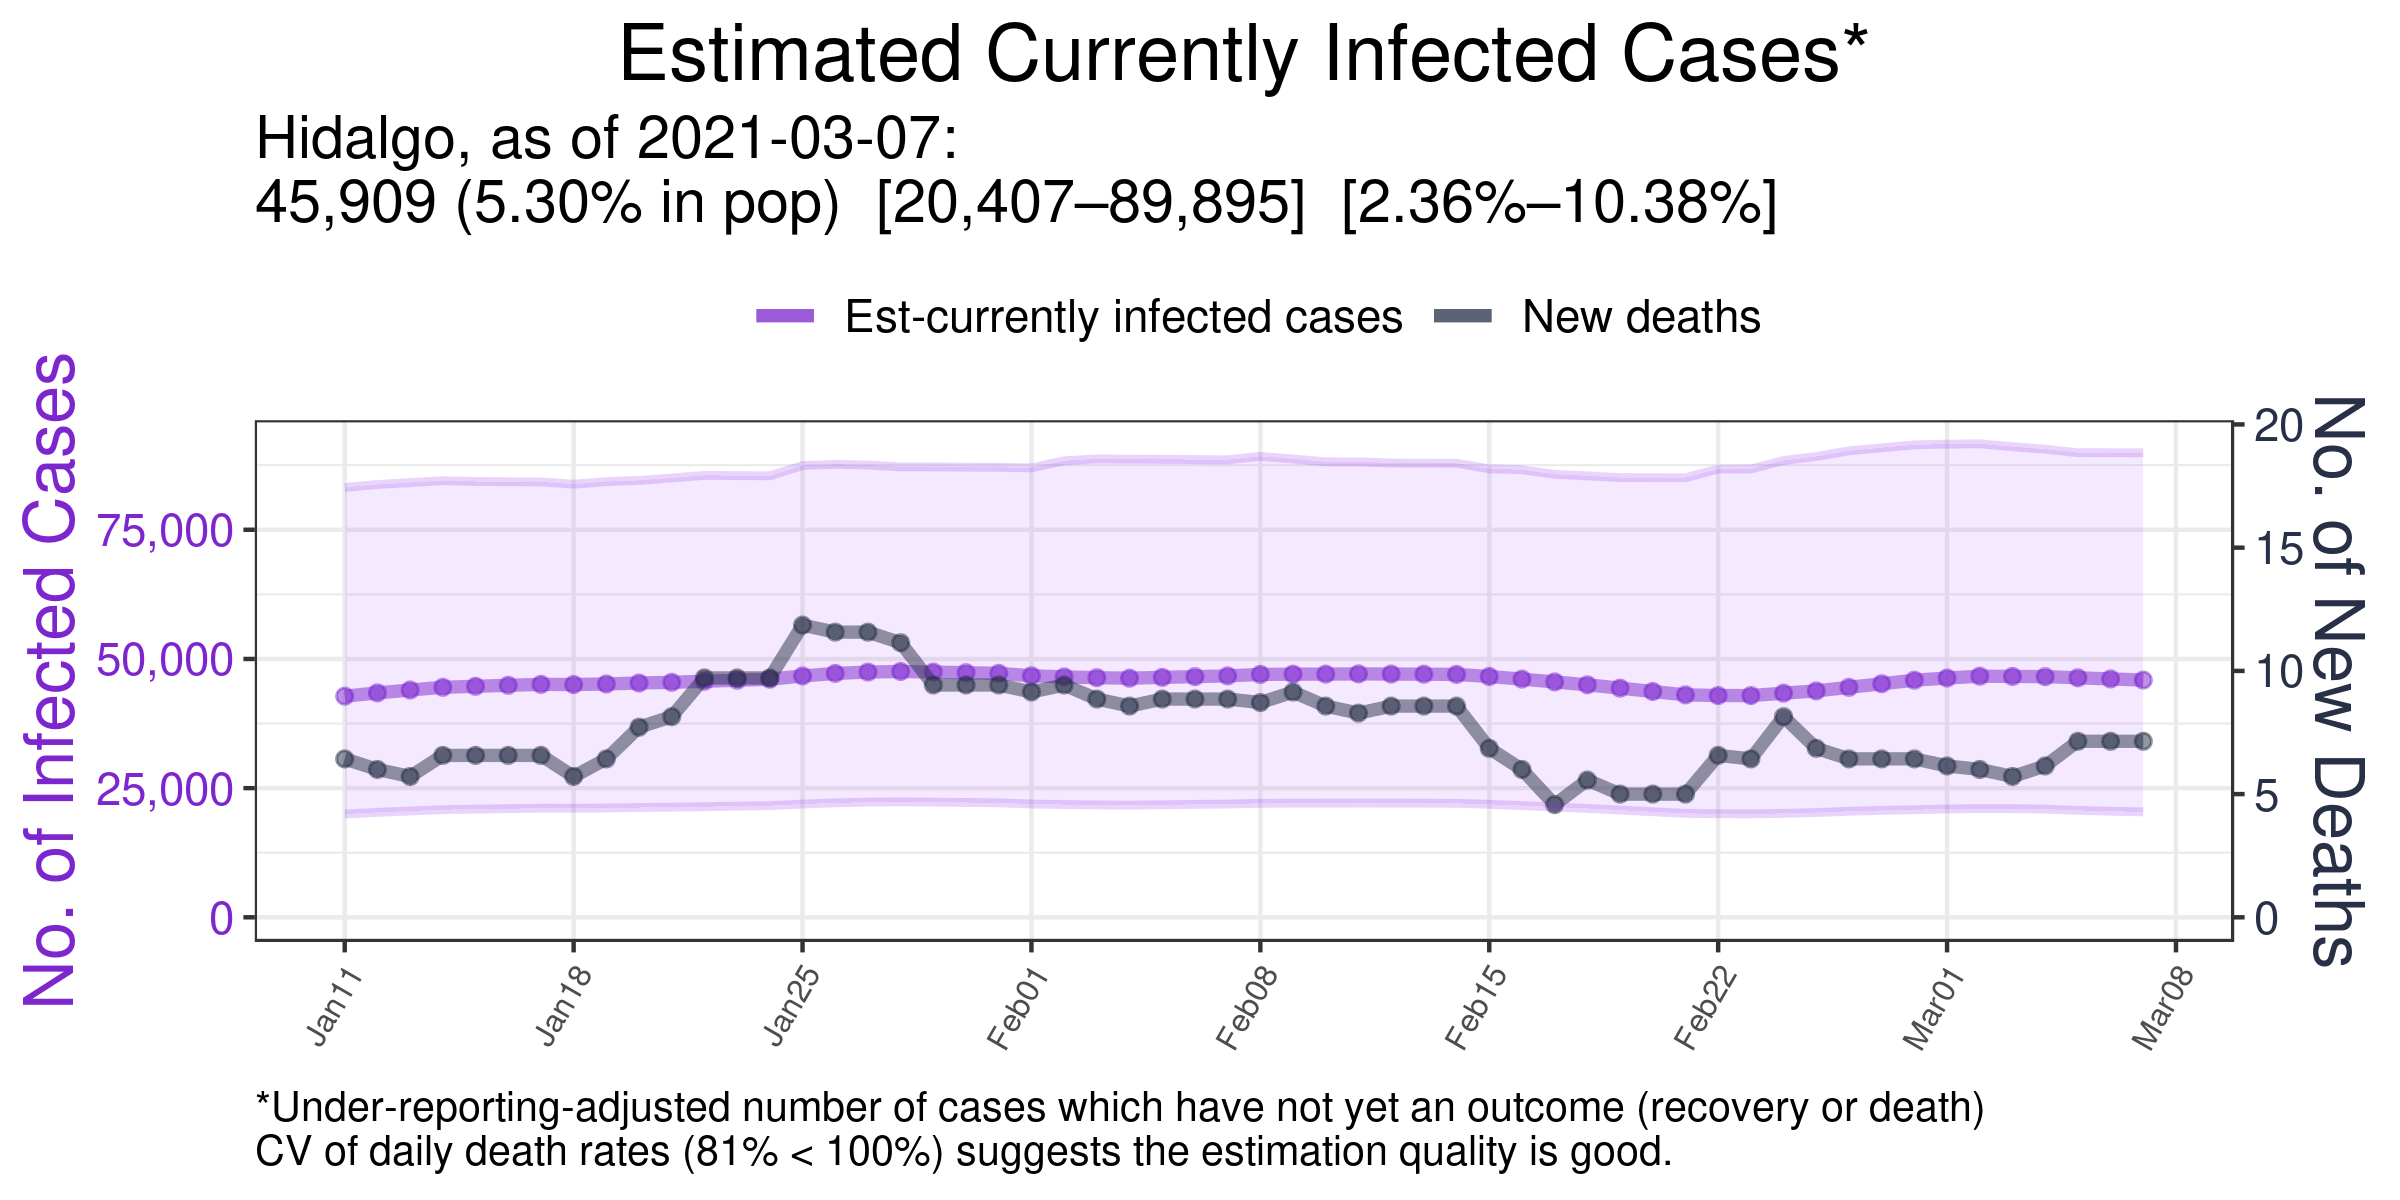 Estimated Currently Infected Cases*
Hidalgo, as of 2021-03-07:
45,909 (5.30% in pop)  [20,407–89,895]  [2.36%–10.38%]
Est-currently infected cases
New deaths
No. of Infected Cases
75,000
50,000
25,000
0
20
15
10
5
0
No. of New Deaths
Jan11
Jan18
Jan25
Feb01
Feb08
Feb15
Feb22
Mar01
Mar08
*Under-reporting-adjusted number of cases which have not yet an outcome (recovery or death)
CV of daily death rates (81% < 100%) suggests the estimation quality is good.